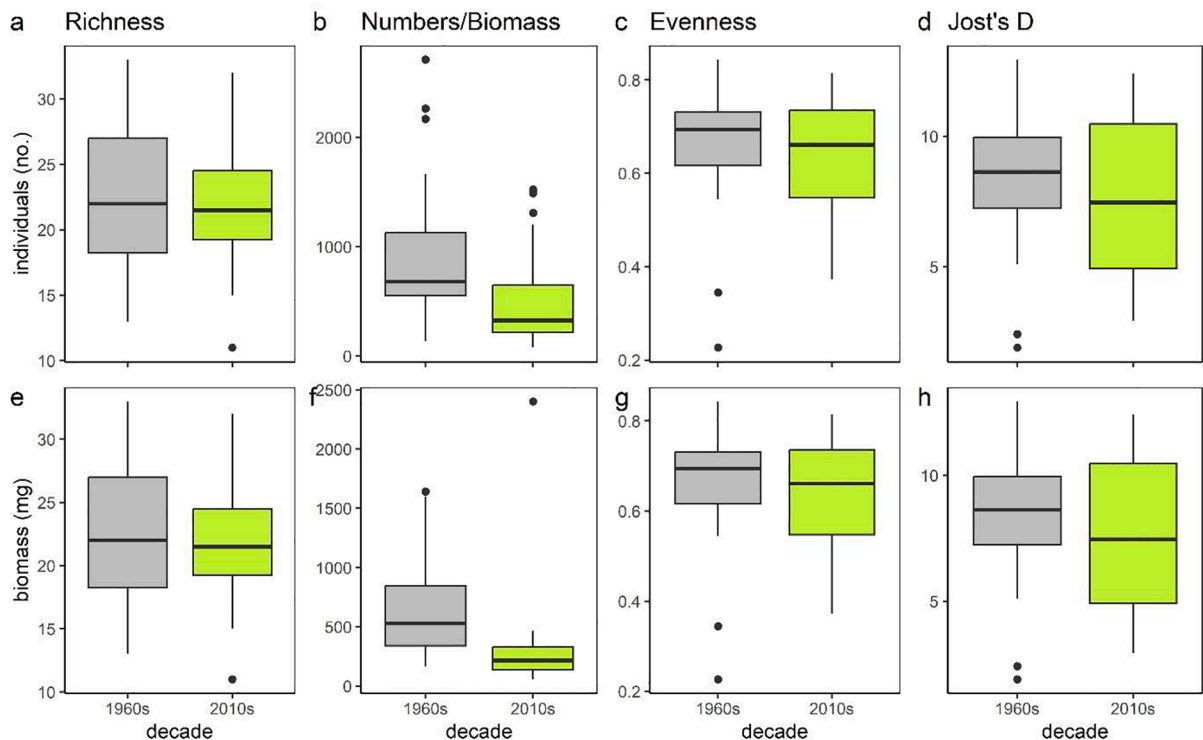 a Richness
b Numbers/Biomass
c Evenness
d Jost's D
individuals (no.)
30
25
20
15
10
2000
1000
0
0.8
0.6
0.4
0.2
10
5
e
f
g
h
biomass (mg)
30
25
20
15
10
2500
2000
1500
1000
500
0
0.8
0.6
0.4
0.2
10
5
1960s 2010s
decade
1960s 2010s
decade
1960s 2010s
decade
1960s 2010s
decade